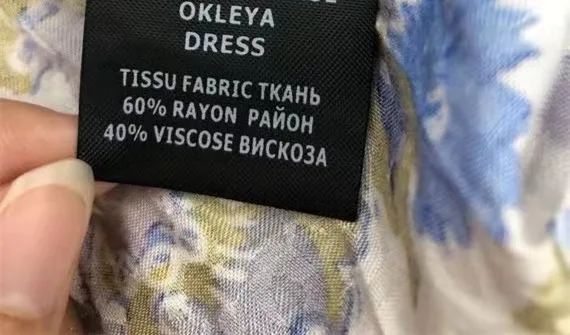 OKLEYA
DRESS
TISSU FABRIC ТКАНЬ
60% RAYON РАЙОН
40% VISCOSE ВИСКОЗА